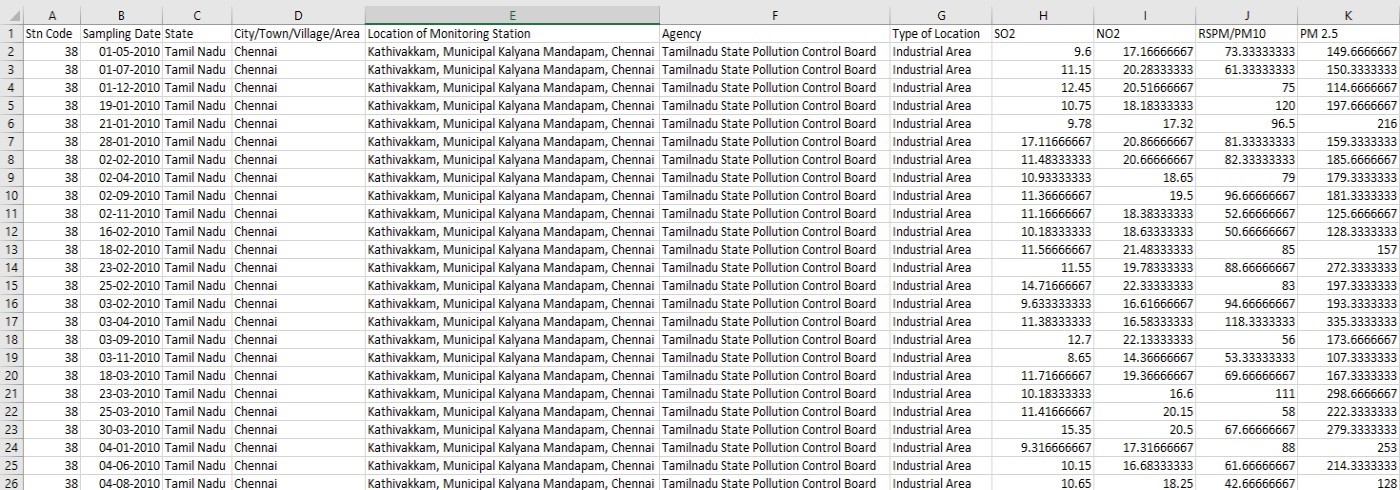 A B C D E F G H I J K
1 Stn Code Sampling Date State City/Town/Village/Area Location of Monitoring Station Agency Type of Location SO2 NO2 RSPM/PM10 PM 2.5
2 38 01-05-2010 Tamil Nadu Chennai Kathivakkam, Municipal Kalyana Mandapam, Chennai Tamilnadu State Pollution Control Board Industrial Area 9.6 17.16666667 73.33333333 149.6666667
3 38 01-07-2010 Tamil Nadu Chennai Kathivakkam, Municipal Kalyana Mandapam, Chennai Tamilnadu State Pollution Control Board Industrial Area 11.15 20.28333333 61.33333333 150.3333333
4 38 01-12-2010 Tamil Nadu Chennai Kathivakkam, Municipal Kalyana Mandapam, Chennai Tamilnadu State Pollution Control Board Industrial Area 12.45 20.51666667 75 114.6666667
5 38 19-01-2010 Tamil Nadu Chennai Kathivakkam, Municipal Kalyana Mandapam, Chennai Tamilnadu State Pollution Control Board Industrial Area 10.75 18.18333333 120 197.6666667
6 38 21-01-2010 Tamil Nadu Chennai Kathivakkam, Municipal Kalyana Mandapam, Chennai Tamilnadu State Pollution Control Board Industrial Area 9.78 17.32 96.5 216
7 38 28-01-2010 Tamil Nadu Chennai Kathivakkam, Municipal Kalyana Mandapam, Chennai Tamilnadu State Pollution Control Board Industrial Area 17.11666667 20.86666667 81.33333333 159.3333333
8 38 02-02-2010 Tamil Nadu Chennai Kathivakkam, Municipal Kalyana Mandapam, Chennai Tamilnadu State Pollution Control Board Industrial Area 11.48333333 20.66666667 82.33333333 185.6666667
9 38 02-04-2010 Tamil Nadu Chennai Kathivakkam, Municipal Kalyana Mandapam, Chennai Tamilnadu State Pollution Control Board Industrial Area 10.93333333 18.65 79 179.3333333
10 38 02-09-2010 Tamil Nadu Chennai Kathivakkam, Municipal Kalyana Mandapam, Chennai Tamilnadu State Pollution Control Board Industrial Area 11.36666667 19.5 96.66666667 181.3333333
11 38 02-11-2010 Tamil Nadu Chennai Kathivakkam, Municipal Kalyana Mandapam, Chennai Tamilnadu State Pollution Control Board Industrial Area 11.16666667 18.38333333 52.66666667 125.6666667
12 38 16-02-2010 Tamil Nadu Chennai Kathivakkam, Municipal Kalyana Mandapam, Chennai Tamilnadu State Pollution Control Board Industrial Area 10.18333333 18.63333333 50.66666667 128.3333333
13 38 18-02-2010 Tamil Nadu Chennai Kathivakkam, Municipal Kalyana Mandapam, Chennai Tamilnadu State Pollution Control Board Industrial Area 11.56666667 21.48333333 85 157
14 38 23-02-2010 Tamil Nadu Chennai Kathivakkam, Municipal Kalyana Mandapam, Chennai Tamilnadu State Pollution Control Board Industrial Area 11.55 19.78333333 88.66666667 272.3333333
15 38 25-02-2010 Tamil Nadu Chennai Kathivakkam, Municipal Kalyana Mandapam, Chennai Tamilnadu State Pollution Control Board Industrial Area 14.71666667 22.33333333 83 197.3333333
16 38 03-02-2010 Tamil Nadu Chennai Kathivakkam, Municipal Kalyana Mandapam, Chennai Tamilnadu State Pollution Control Board Industrial Area 9.633333333 16.61666667 94.66666667 193.3333333
17 38 03-04-2010 Tamil Nadu Chennai Kathivakkam, Municipal Kalyana Mandapam, Chennai Tamilnadu State Pollution Control Board Industrial Area 11.38333333 16.58333333 118.3333333 335.3333333
18 38 03-09-2010 Tamil Nadu Chennai Kathivakkam, Municipal Kalyana Mandapam, Chennai Tamilnadu State Pollution Control Board Industrial Area 12.7 22.13333333 56 173.6666667
19 38 03-11-2010 Tamil Nadu Chennai Kathivakkam, Municipal Kalyana Mandapam, Chennai Tamilnadu State Pollution Control Board Industrial Area 8.65 14.36666667 53.33333333 107.3333333
20 38 18-03-2010 Tamil Nadu Chennai Kathivakkam, Municipal Kalyana Mandapam, Chennai Tamilnadu State Pollution Control Board Industrial Area 11.71666667 19.36666667 69.66666667 167.3333333
21 38 23-03-2010 Tamil Nadu Chennai Kathivakkam, Municipal Kalyana Mandapam, Chennai Tamilnadu State Pollution Control Board Industrial Area 10.18333333 16.6 111 298.6666667
22 38 25-03-2010 Tamil Nadu Chennai Kathivakkam, Municipal Kalyana Mandapam, Chennai Tamilnadu State Pollution Control Board Industrial Area 11.41666667 20.15 58 222.3333333
23 38 30-03-2010 Tamil Nadu Chennai Kathivakkam, Municipal Kalyana Mandapam, Chennai Tamilnadu State Pollution Control Board Industrial Area 15.35 20.5 67.66666667 279.3333333
24 38 04-01-2010 Tamil Nadu Chennai Kathivakkam, Municipal Kalyana Mandapam, Chennai Tamilnadu State Pollution Control Board Industrial Area 9.316666667 17.31666667 88 253
25 38 04-06-2010 Tamil Nadu Chennai Kathivakkam, Municipal Kalyana Mandapam, Chennai Tamilnadu State Pollution Control Board Industrial Area 10.15 16.68333333 61.66666667 214.3333333
26 38 04-08-2010 Tamil Nadu Chennai Kathivakkam, Municipal Kalyana Mandapam, Chennai Tamilnadu State Pollution Control Board Industrial Area 10.65 18.25 42.66666667 128